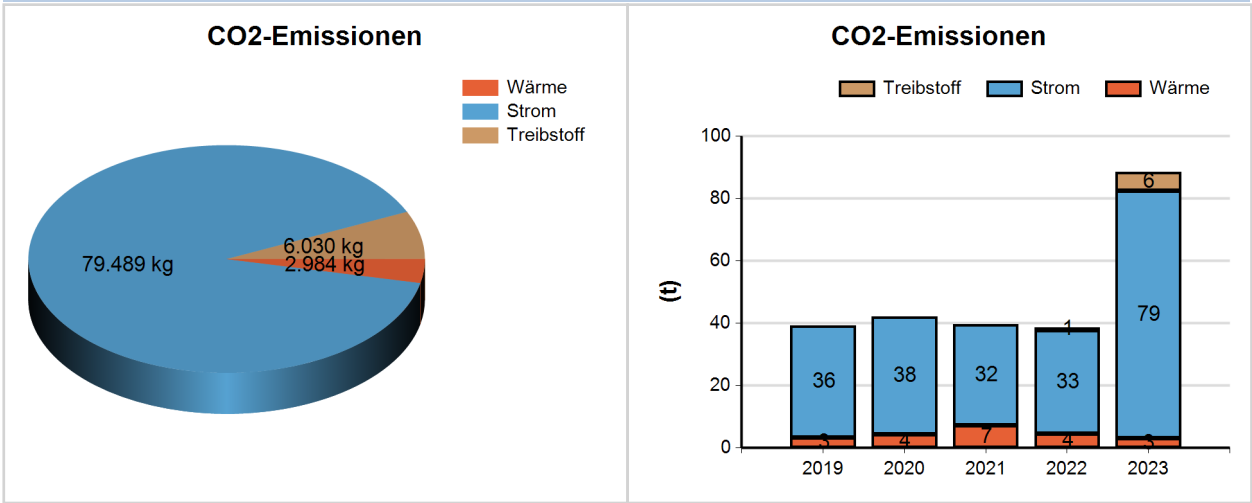 CO2-Emissionen
Wärme
Strom
Treibstoff
6.030 kg
79.489 kg
2.984 kg
CO2-Emissionen
Treibstoff Strom Wärme
(t)
100
80
60
40
20
0
6
79
3
1
33
4
32
7
38
4
36
3
2019 2020 2021 2022 2023